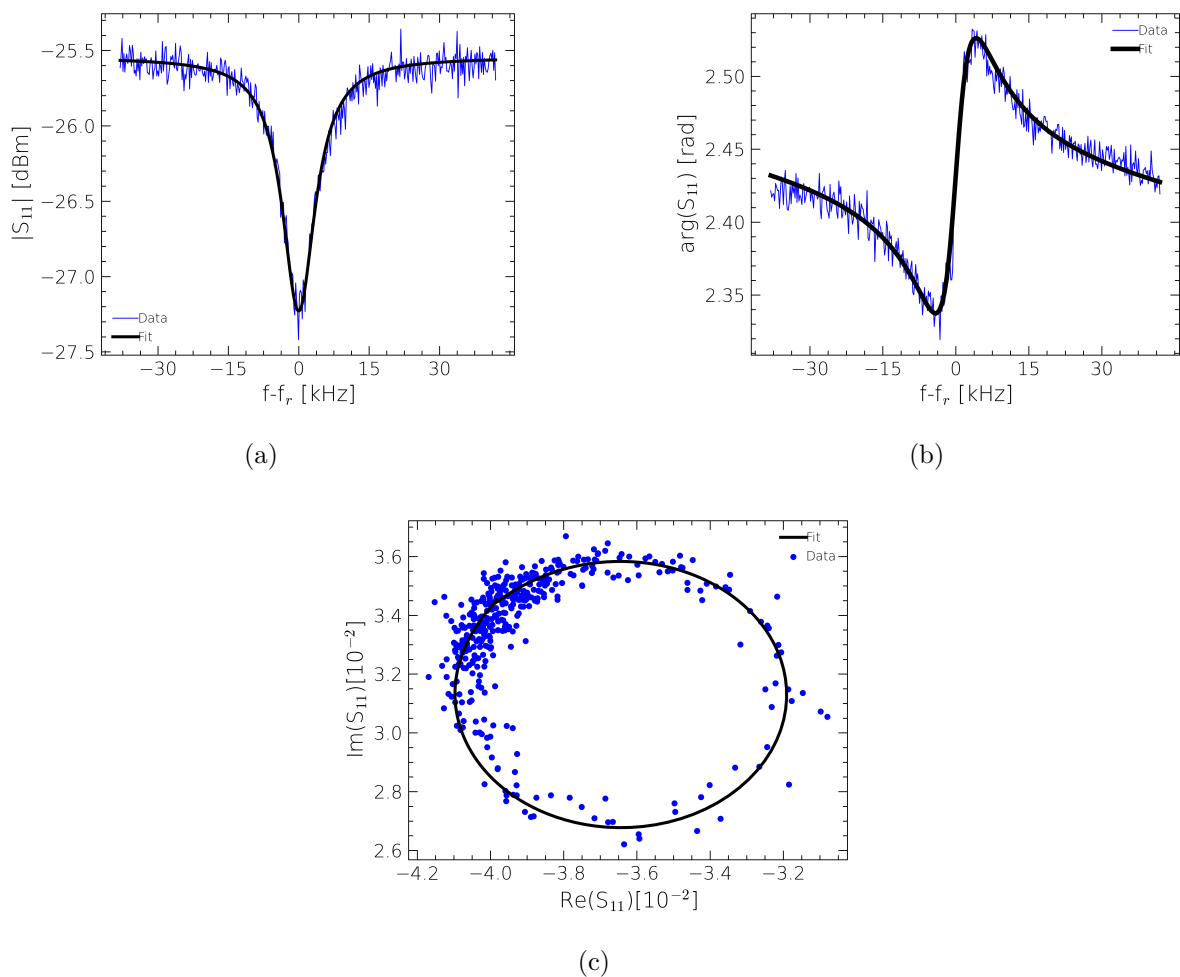 −25.5
−26.0
−26.5
−27.0
−27.5
|S₁₁| [dBm]
Data
Fit
−30 −15 0 15 30
f-fᵣ [kHz]
(a)
2.50
2.45
2.40
2.35
arg(S₁₁) [rad]
Data
Fit
−30 −15 0 15 30
f-fᵣ [kHz]
(b)
3.6
3.4
3.2
3.0
2.8
2.6
Im(S₁₁)[10⁻²]
Fit
Data
−4.2 −4.0 −3.8 −3.6 −3.4 −3.2
Re(S₁₁)[10⁻²]
(c)